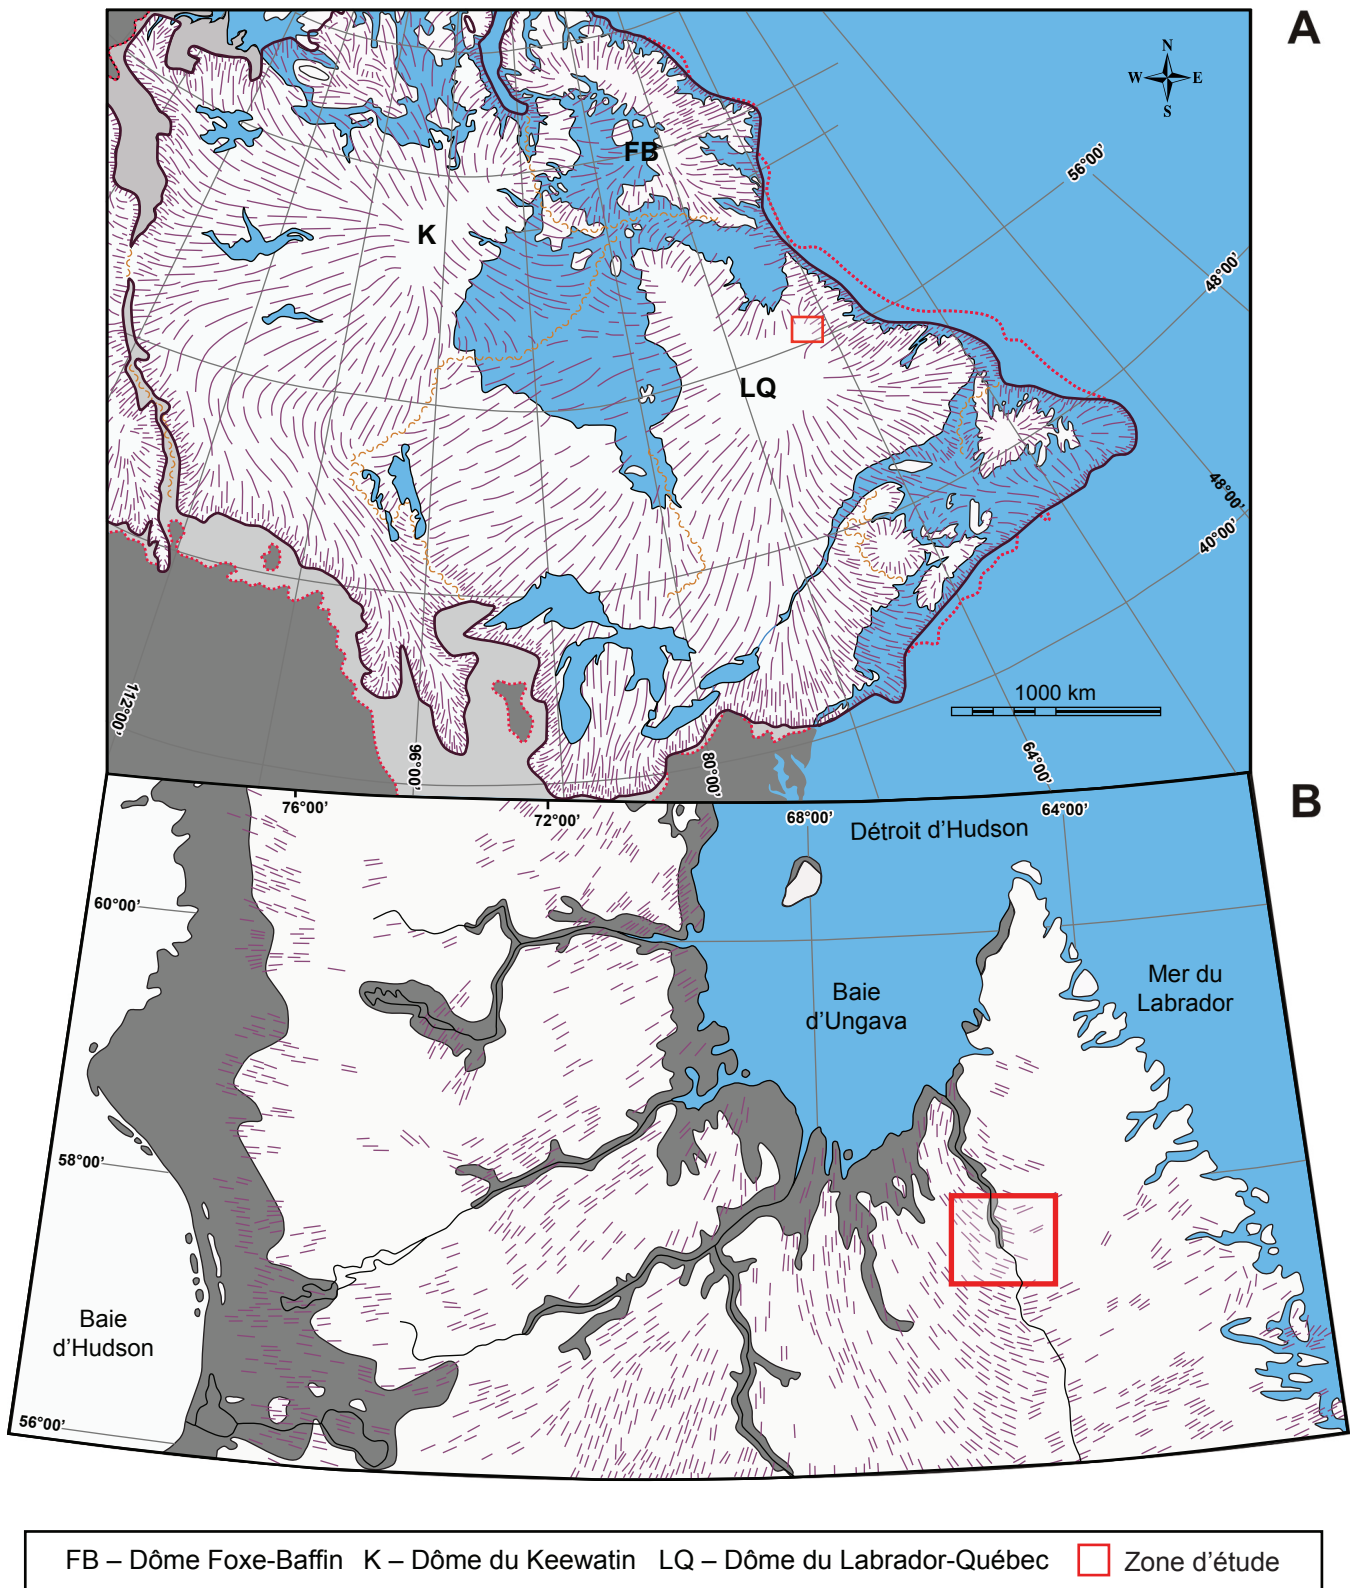 A
N
W E
S
FB
K
LQ
56°00'
48°00'
48°00'
40°00'
1000 km
112°00'
96°00'
80°00'
64°00'
B
76°00'
72°00'
68°00'
64°00'
Détroit d'Hudson
60°00'
Mer du
Labrador
Baie
d'Ungava
58°00'
Baie
d'Hudson
56°00'
FB – Dôme Foxe-Baffin K – Dôme du Keewatin LQ – Dôme du Labrador-Québec Zone d'étude